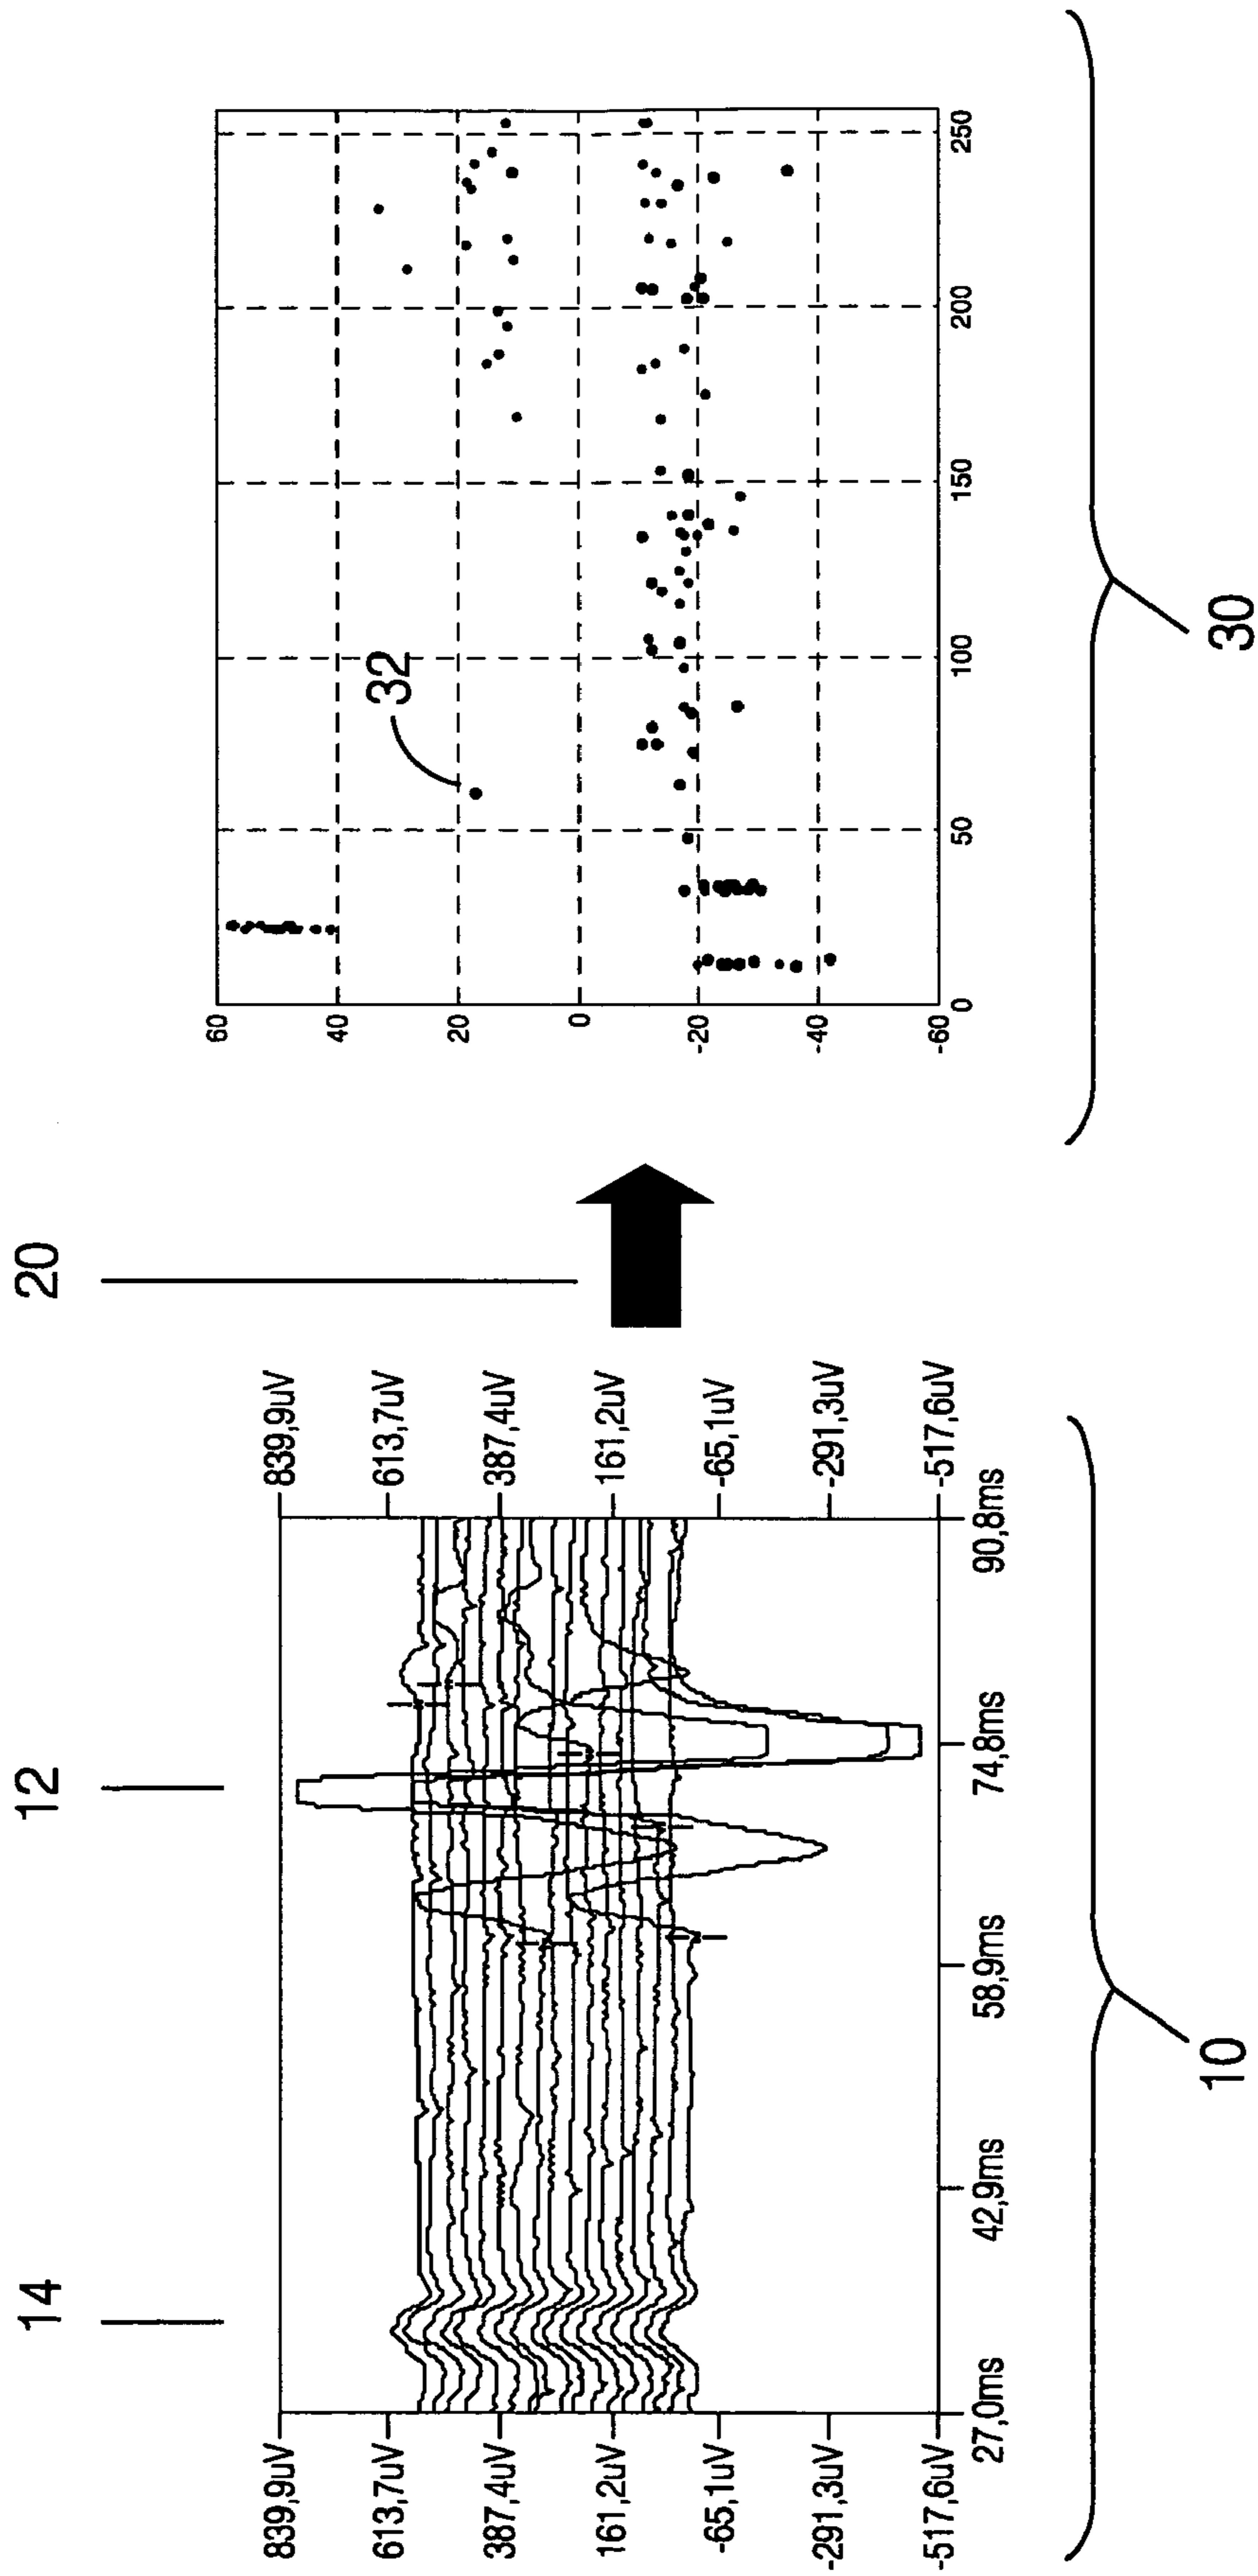 14
12
20
839,9uV
613,7uV
387,4uV
161,2uV
-65,1uV
-291,3uV
-517,6uV
839,9uV
613,7uV
387,4uV
161,2uV
-65,1uV
-291,3uV
-517,6uV
27,0ms
42,9ms
58,9ms
74,8ms
90,8ms
10
60
40
20
0
-20
-40
-60
0
50
100
150
200
250
32
30